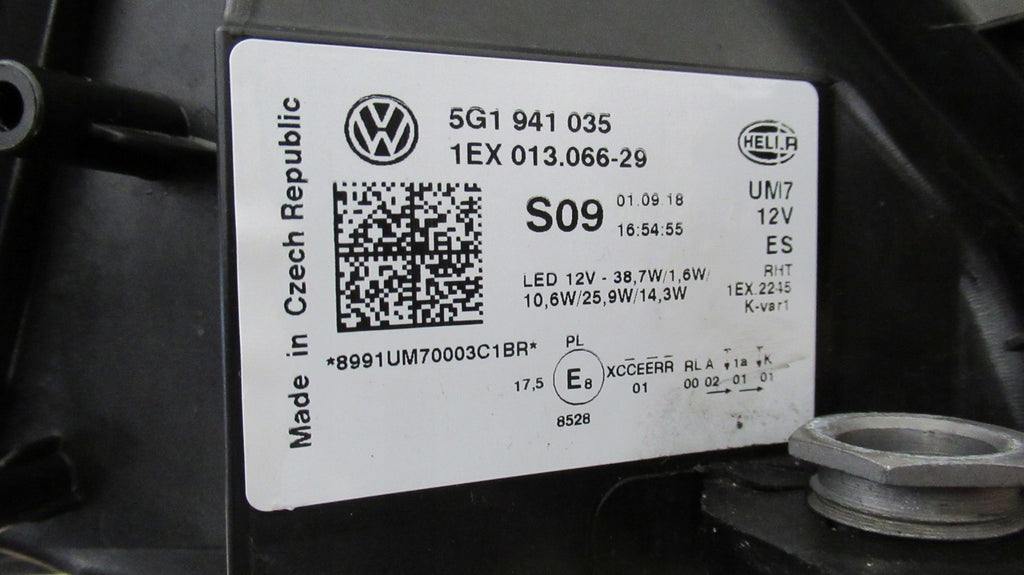 Made in Czech Republic
5G1 941 035
1EX 013.066-29
HELLA
S09
01.09.18
16:54:55
UM7
12V
ES
RHT
1EX.2245
K-var1
LED 12V - 38,7W/1,6W/
10,6W/25,9W/14,3W
*8991UM70003C1BR*
PL
17,5
E8
8528
XCCEERR RL A 1a K
01 00 02 01 01